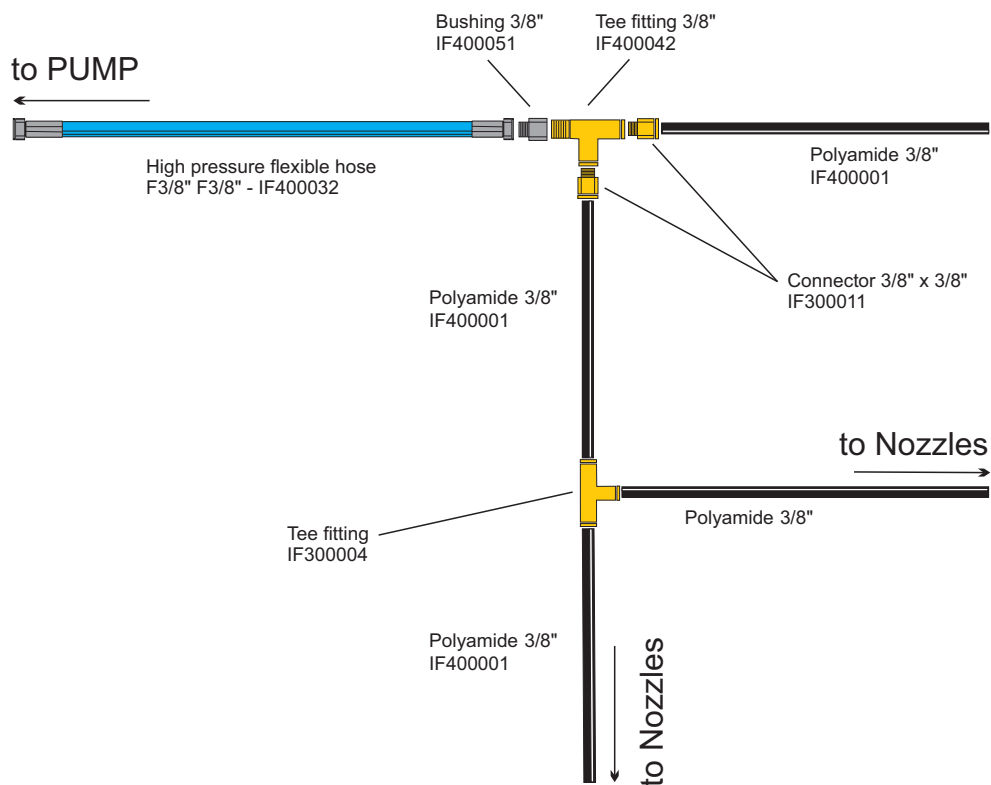 Bushing 3/8"
IF400051
Tee fitting 3/8"
IF400042
to PUMP
High pressure flexible hose
F3/8" F3/8" - IF400032
Polyamide 3/8"
IF400001
Connector 3/8" x 3/8"
IF300011
Polyamide 3/8"
IF400001
to Nozzles
Polyamide 3/8"
Tee fitting
IF300004
Polyamide 3/8"
IF400001
to Nozzles